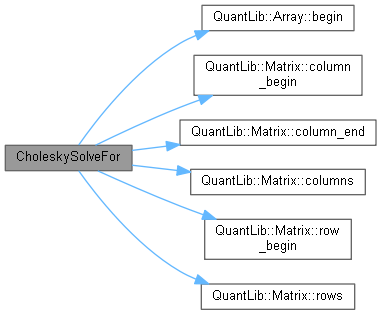 QuantLib::Array::begin
QuantLib::Matrix::column
_begin
QuantLib::Matrix::column_end
CholeskySolveFor
QuantLib::Matrix::columns
QuantLib::Matrix::row
_begin
QuantLib::Matrix::rows